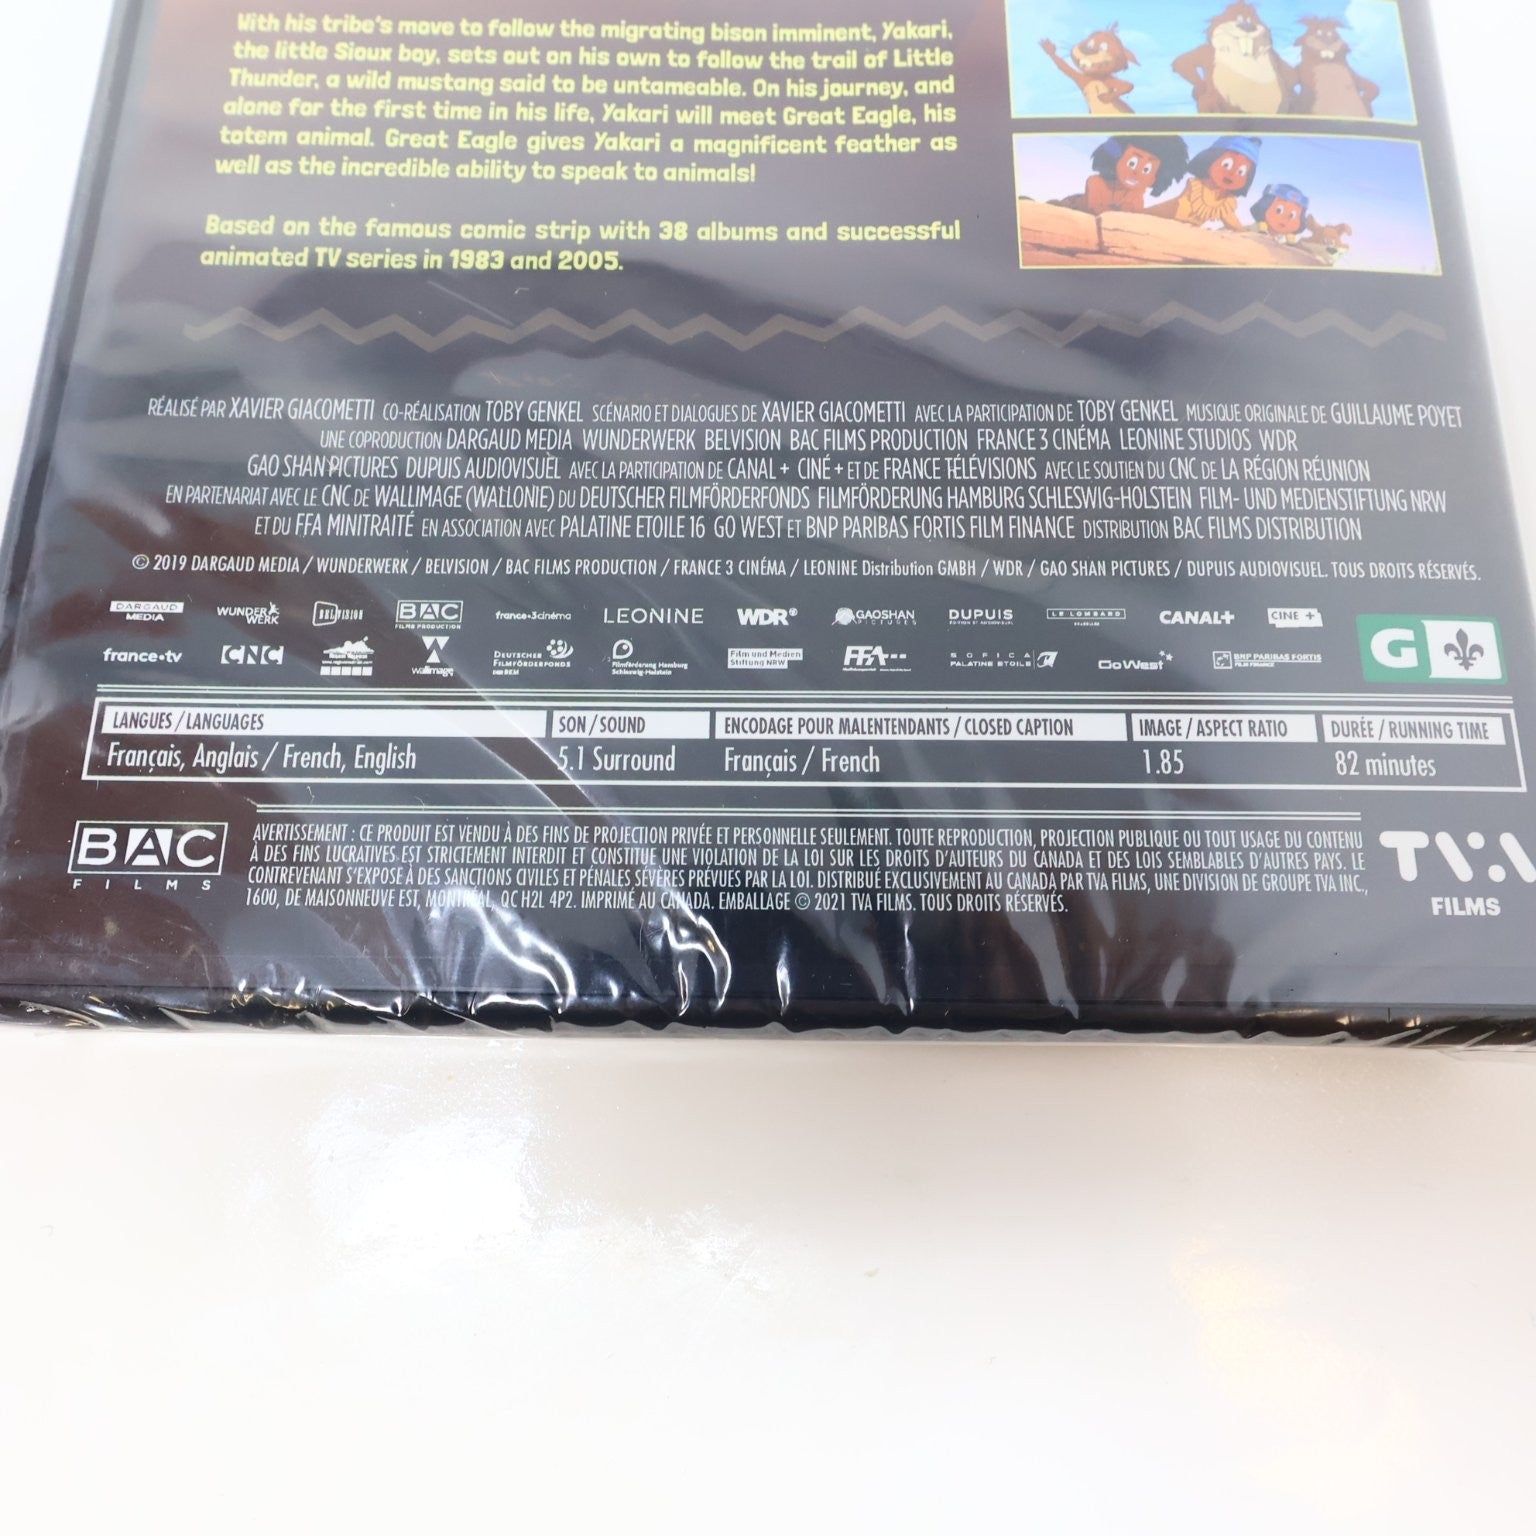 With his tribe's move to follow the migrating bison imminent, Yakari,
the little Sioux boy, sets out on his own to follow the trail of Little
Thunder, a wild mustang said to be untameable. On his journey, and
alone for the first time in his life, Yakari will meet Great Eagle, his
totem animal. Great Eagle gives Yakari a magnificent feather as
well as the incredible ability to speak to animals!
Based on the famous comic strip with 38 albums and successful
animated TV series in 1983 and 2005.
RÉALISÉ PAR XAVIER GIACOMETTI CO-RÉALISATION TOBY GENKEL SCÉNARIO ET DIALOGUES DE XAVIER GIACOMETTI AVEC LA PARTICIPATION DE TOBY GENKEL MUSIQUE ORIGINALE DE GUILLAUME POYET
UNE COPRODUCTION DARGAUD MEDIA WUNDERWERK BELVISION BAC FILMS PRODUCTION FRANCE 3 CINÉMA LEONINE STUDIOS WDR
GAO SHAN PICTURES DUPUIS AUDIOVISUEL AVEC LA PARTICIPATION DE CANAL+ CINÉ+ ET DE FRANCE TÉLÉVISIONS AVEC LE SOUTIEN DU CNC DE LA RÉGION RÉUNION
EN PARTENARIAT AVEC LE CNC DE WALLIMAGE (WALLONIE) DU DEUTSCHER FILMFÖRDERFONDS FILMFÖRDERUNG HAMBURG SCHLESWIG-HOLSTEIN FILM- UND MEDIENSTIFTUNG NRW
ET DU FFA MINITRAITÉ EN ASSOCIATION AVEC PALATINE ETOILE 16 GO WEST ET BNP PARIBAS FORTIS FILM FINANCE DISTRIBUTION BAC FILMS DISTRIBUTION
© 2019 DARGAUD MEDIA / WUNDERWERK / BELVISION / BAC FILMS PRODUCTION / FRANCE 3 CINÉMA / LEONINE Distribution GMBH / WDR / GAO SHAN PICTURES / DUPUIS AUDIOVISUEL. TOUS DROITS RÉSERVÉS.
DARGAUD MEDIA WUNDERWERK BELVISION BAC FILMS PRODUCTION france•3cinéma LEONINE WDR GAOSHAN PICTURES DUPUIS LE LOMBARD CANAL+ CINE +
france•tv CNC wallimage DEUTSCHER FILMFÖRDERFONDS Filmförderung Hamburg Schleswig-Holstein Film und Medien Stiftung NRW FFA SOFICA PALATINE ETOILE Go West BNP PARIBAS FORTIS FILM FINANCE
G
LANGUES / LANGUAGES SON / SOUND ENCODAGE POUR MALENTENDANTS / CLOSED CAPTION IMAGE / ASPECT RATIO DURÉE / RUNNING TIME
Français, Anglais / French, English 5.1 Surround Français / French 1.85 82 minutes
BAC FILMS
AVERTISSEMENT : CE PRODUIT EST VENDU À DES FINS DE PROJECTION PRIVÉE ET PERSONNELLE SEULEMENT. TOUTE REPRODUCTION, PROJECTION PUBLIQUE OU TOUT USAGE DU CONTENU
À DES FINS LUCRATIVES EST STRICTEMENT INTERDIT ET CONSTITUE UNE VIOLATION DE LA LOI SUR LES DROITS D'AUTEURS DU CANADA ET DES LOIS SEMBLABLES D'AUTRES PAYS. LE
CONTREVENANT S'EXPOSE À DES SANCTIONS CIVILES ET PÉNALES SÉVÈRES PRÉVUES PAR LA LOI. DISTRIBUÉ EXCLUSIVEMENT AU CANADA PAR TVA FILMS, UNE DIVISION DE GROUPE TVA INC.,
1600, DE MAISONNEUVE EST, MONTRÉAL, QC H2L 4P2. IMPRIMÉ AU CANADA. EMBALLAGE © 2021 TVA FILMS. TOUS DROITS RÉSERVÉS.
TVA
FILMS